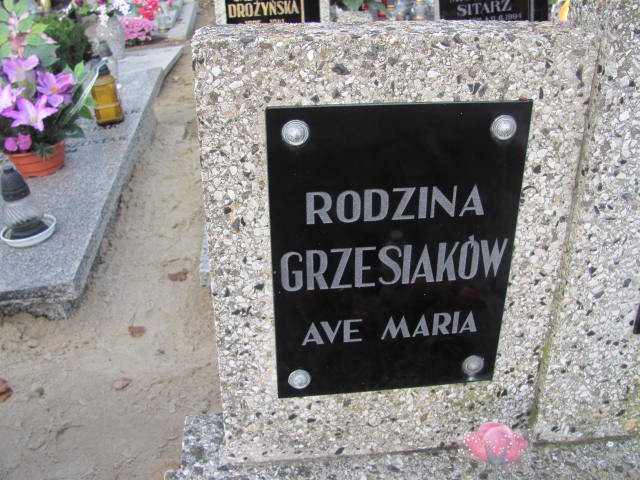 DROŻYŃSKA
SITARZ
RODZINA
GRZESIAKÓW
AVE MARIA